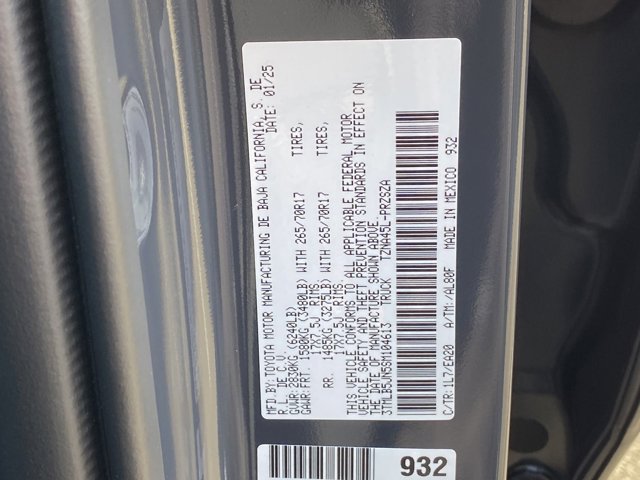 MFD BY: TOYOTA MOTOR MANUFACTURING DE BAJA CALIFORNIA, S. DE
R. L. DE DATE: 01/25
GVWR: 2830KG (6240LB)
GAWR: FRT. 1580KG (3480LB) WITH 265/70R17 TIRES,
17X7.5J RIMS
RR. 1485KG (3275LB) WITH 265/70R17 TIRES,
17X7.5J RIMS
THIS VEHICLE CONFORMS TO ALL APPLICABLE FEDERAL MOTOR
VEHICLE SAFETY AND THEFT PREVENTION STANDARDS IN EFFECT ON
THE DATE OF MANUFACTURE SHOWN ABOVE.
3TMLB5JN5SM104613 TRUCK TZNA45L-PRZSZA
C/TR: 1L7/EA20 A/TM: /AL80F MADE IN MEXICO 932
932